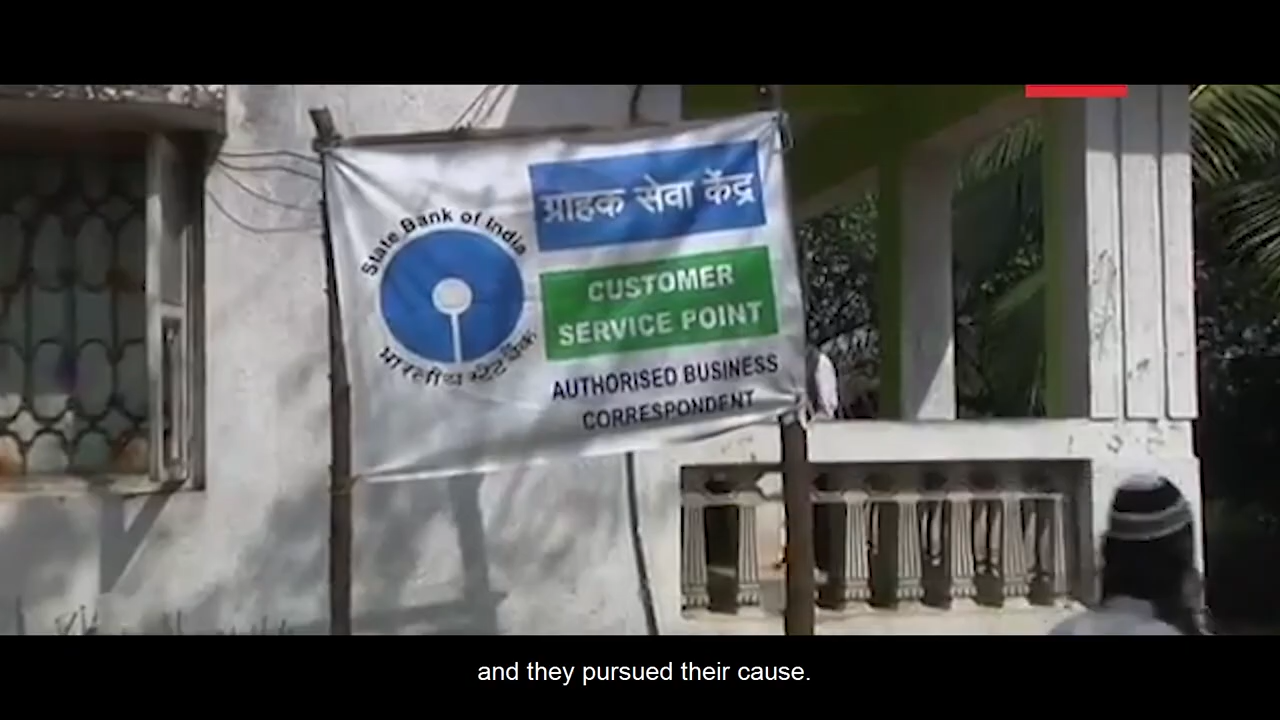 State Bank of India
भारतीय स्टेट बैंक
ग्राहक सेवा केंद्र
CUSTOMER
SERVICE POINT
AUTHORISED BUSINESS
CORRESPONDENT
and they pursued their cause.